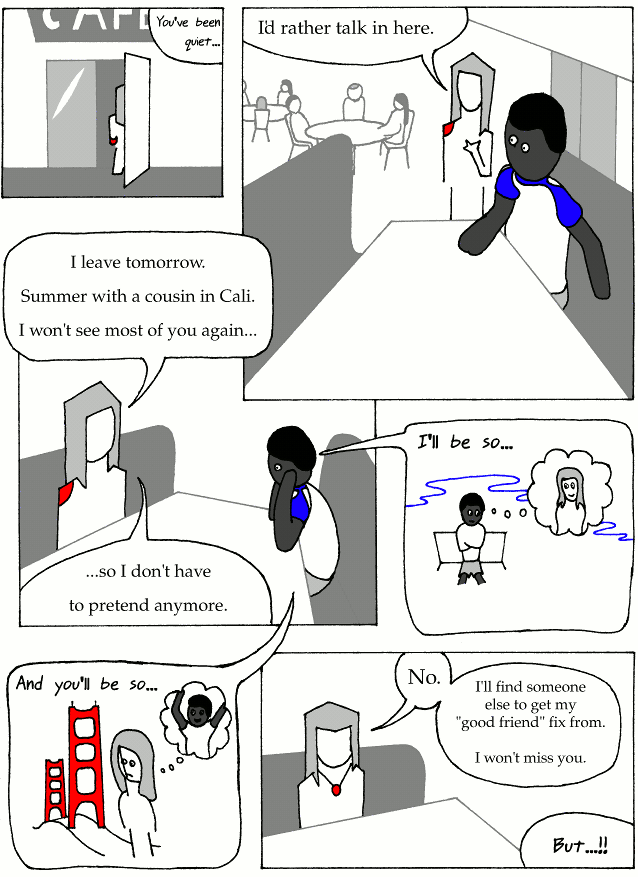 CAFE
You've been
quiet...
I'd rather talk in here.
I leave tomorrow.
Summer with a cousin in Cali.
I won't see most of you again...
...so I don't have
to pretend anymore.
I'll be so...
And you'll be so...
No.
I'll find someone
else to get my
"good friend" fix from.
I won't miss you.
But...!!